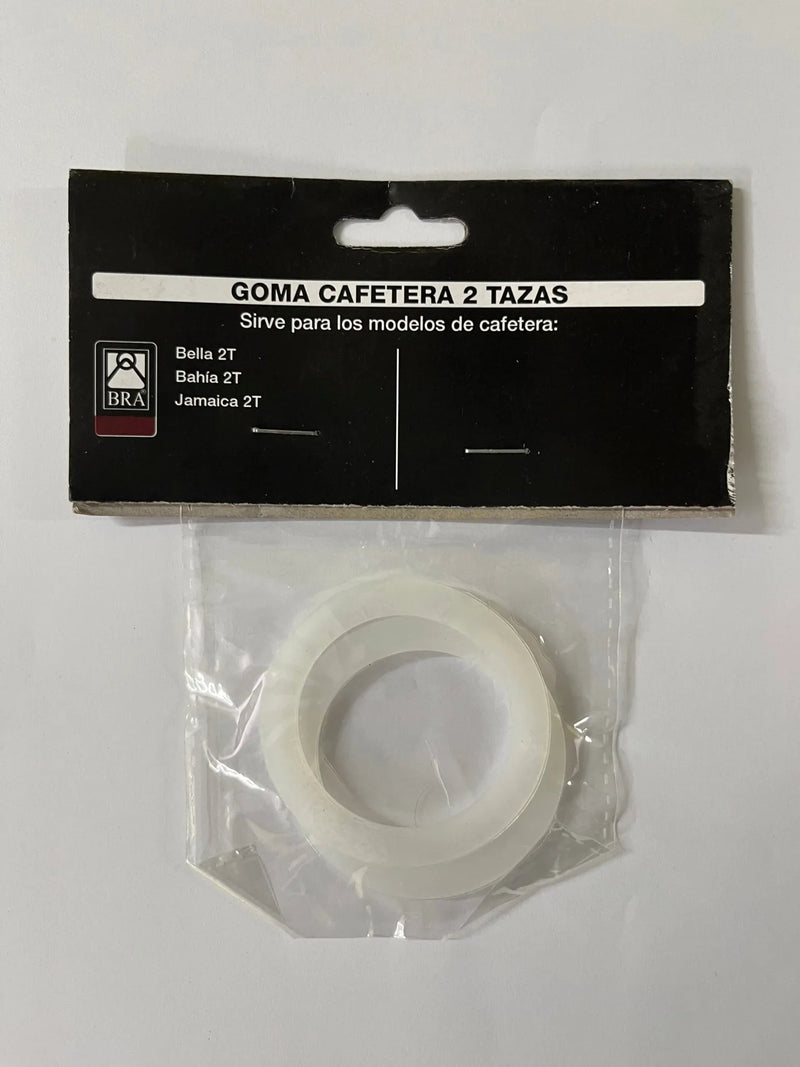 GOMA CAFETERA 2 TAZAS
Sirve para los modelos de cafetera:
Bella 2T
Bahía 2T
Jamaica 2T
BRA